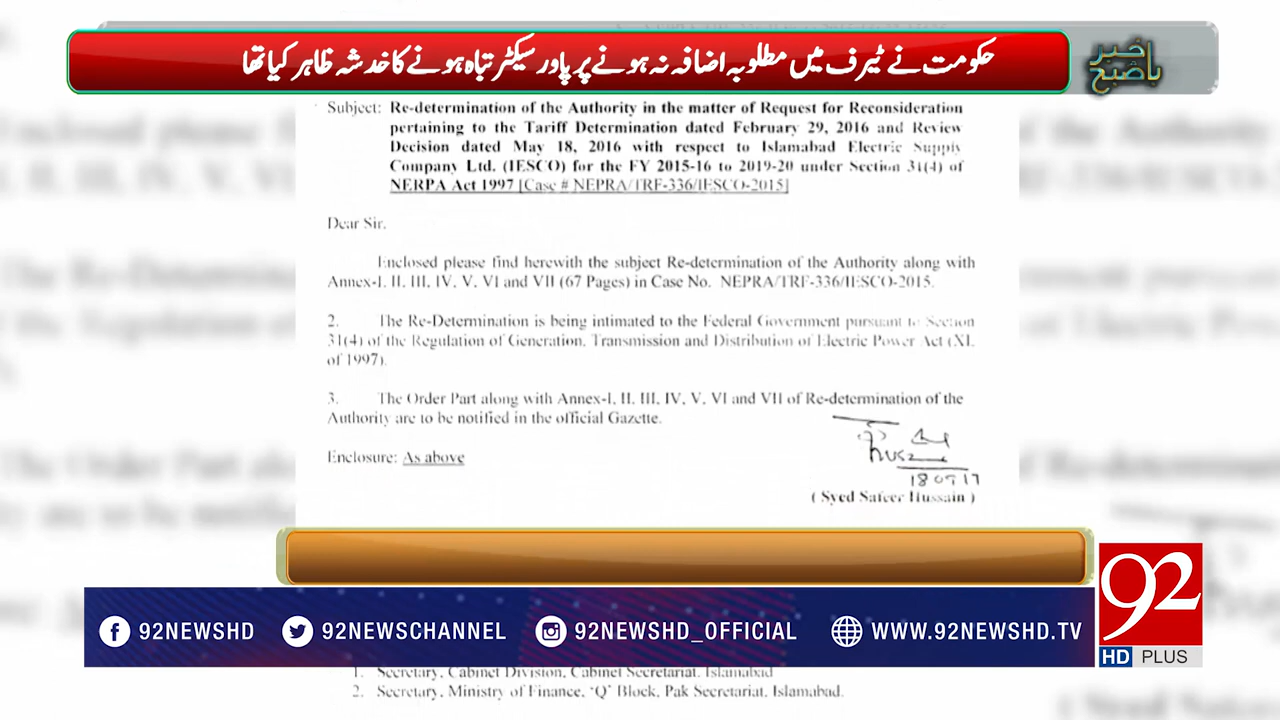 حکومت نے ٹیرف میں مطلوبہ اضافہ نہ ہونے پر پاور سیکٹر تباہ ہونے کا خدشہ ظاہر کیا تھا
باخبر صبح
Subject: Re-determination of the Authority in the matter of Request for Reconsideration
pertaining to the Tariff Determination dated February 29, 2016 and Review
Decision dated May 18, 2016 with respect to Islamabad Electric Supply
Company Ltd. (IESCO) for the FY 2015-16 to 2019-20 under Section 31(4) of
NERPA Act 1997 [Case # NEPRA/TRF-336/IESCO-2015]
Dear Sir,
Enclosed please find herewith the subject Re-determination of the Authority along with
Annex-I, II, III, IV, V, VI and VII (67 Pages) in Case No. NEPRA/TRF-336/IESCO-2015.
2. The Re-Determination is being intimated to the Federal Government pursuant to Section
31(4) of the Regulation of Generation, Transmission and Distribution of Electric Power Act (XL
of 1997).
3. The Order Part along with Annex-I, II, III, IV, V, VI and VII of Re-determination of the
Authority are to be notified in the official Gazette.
Enclosure: As above
18 09 17
( Syed Safeer Hussain )
92NEWSHD 92NEWSCHANNEL 92NEWSHD_OFFICIAL WWW.92NEWSHD.TV
92
HD PLUS
1. Secretary, Cabinet Division, Cabinet Secretariat, Islamabad
2. Secretary, Ministry of Finance, 'Q' Block, Pak Secretariat, Islamabad.